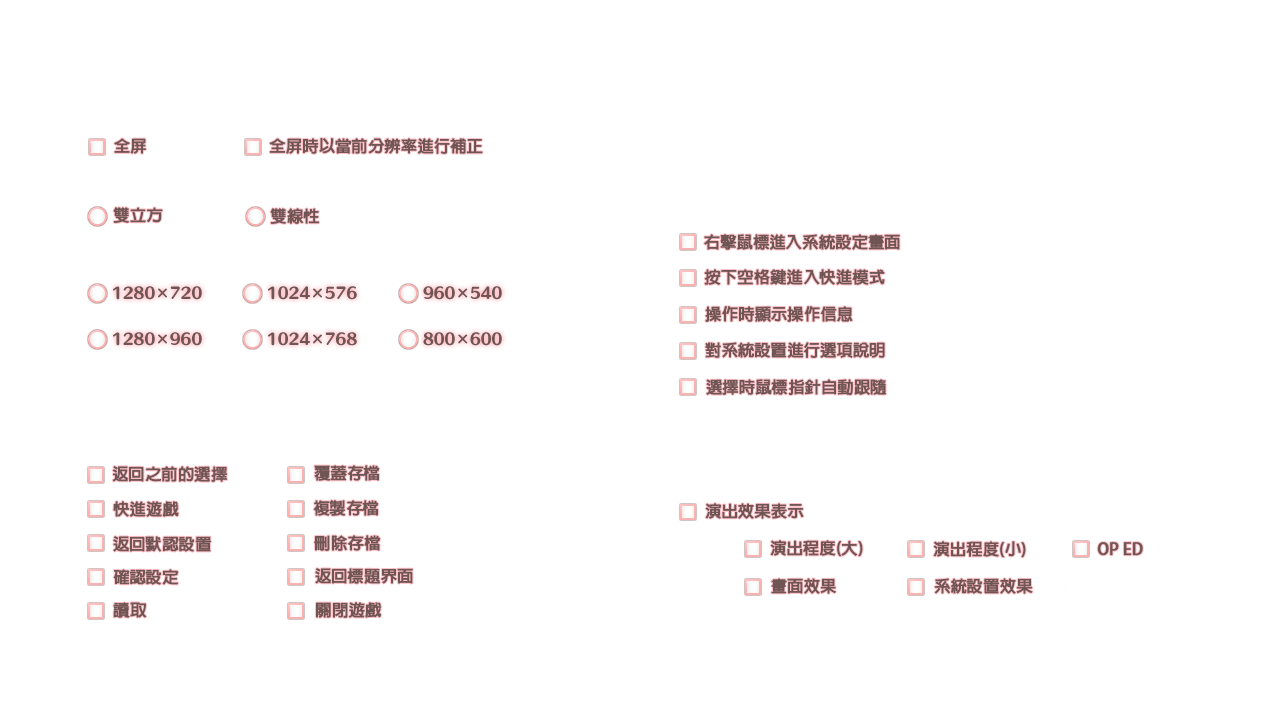 全屏
全屏時以當前分辨率進行補正
雙立方
雙線性
1280×720
1024×576
960×540
1280×960
1024×768
800×600
返回之前的選擇
覆蓋存檔
快進遊戲
複製存檔
返回默認設置
刪除存檔
確認設定
返回標題界面
讀取
關閉遊戲
右擊鼠標進入系統設定畫面
按下空格鍵進入快進模式
操作時顯示操作信息
對系統設置進行選項說明
選擇時鼠標指針自動跟隨
演出效果表示
演出程度(大)
演出程度(小)
OP ED
畫面效果
系統設置效果